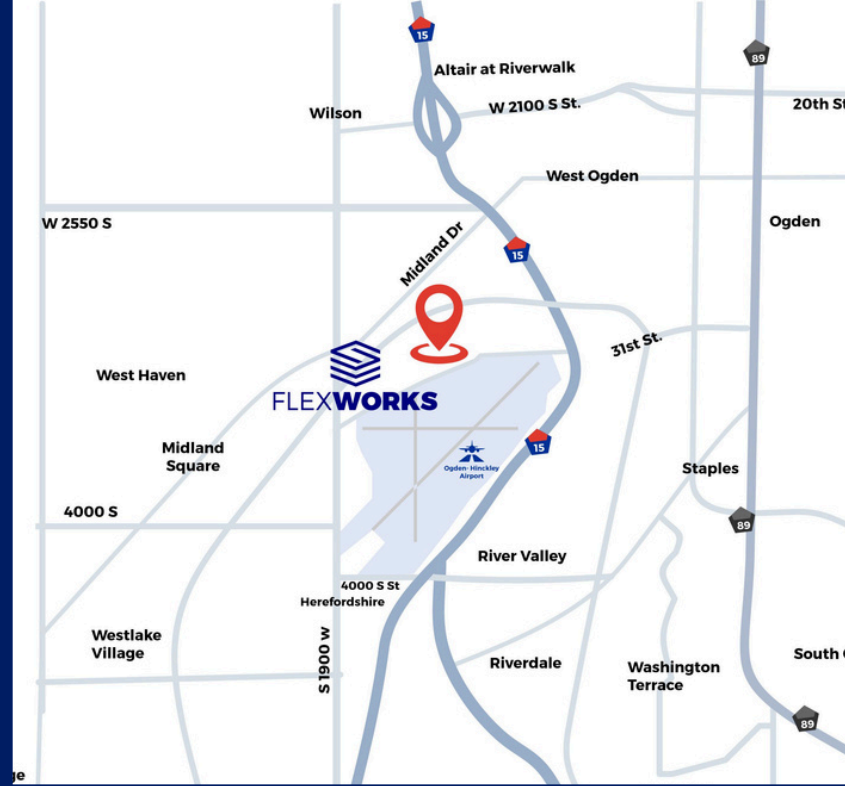 15
Altair at Riverwalk
89
Wilson
W 2100 S St.
20th St
West Ogden
W 2550 S
Ogden
Midland Dr
15
31st St.
West Haven
FLEXWORKS
Midland
Square
15
Ogden- Hinckley
Airport
Staples
4000 S
89
River Valley
4000 S St
Herefordshire
Westlake
Village
S 1900 w
Riverdale
Washington
Terrace
South
89
ge